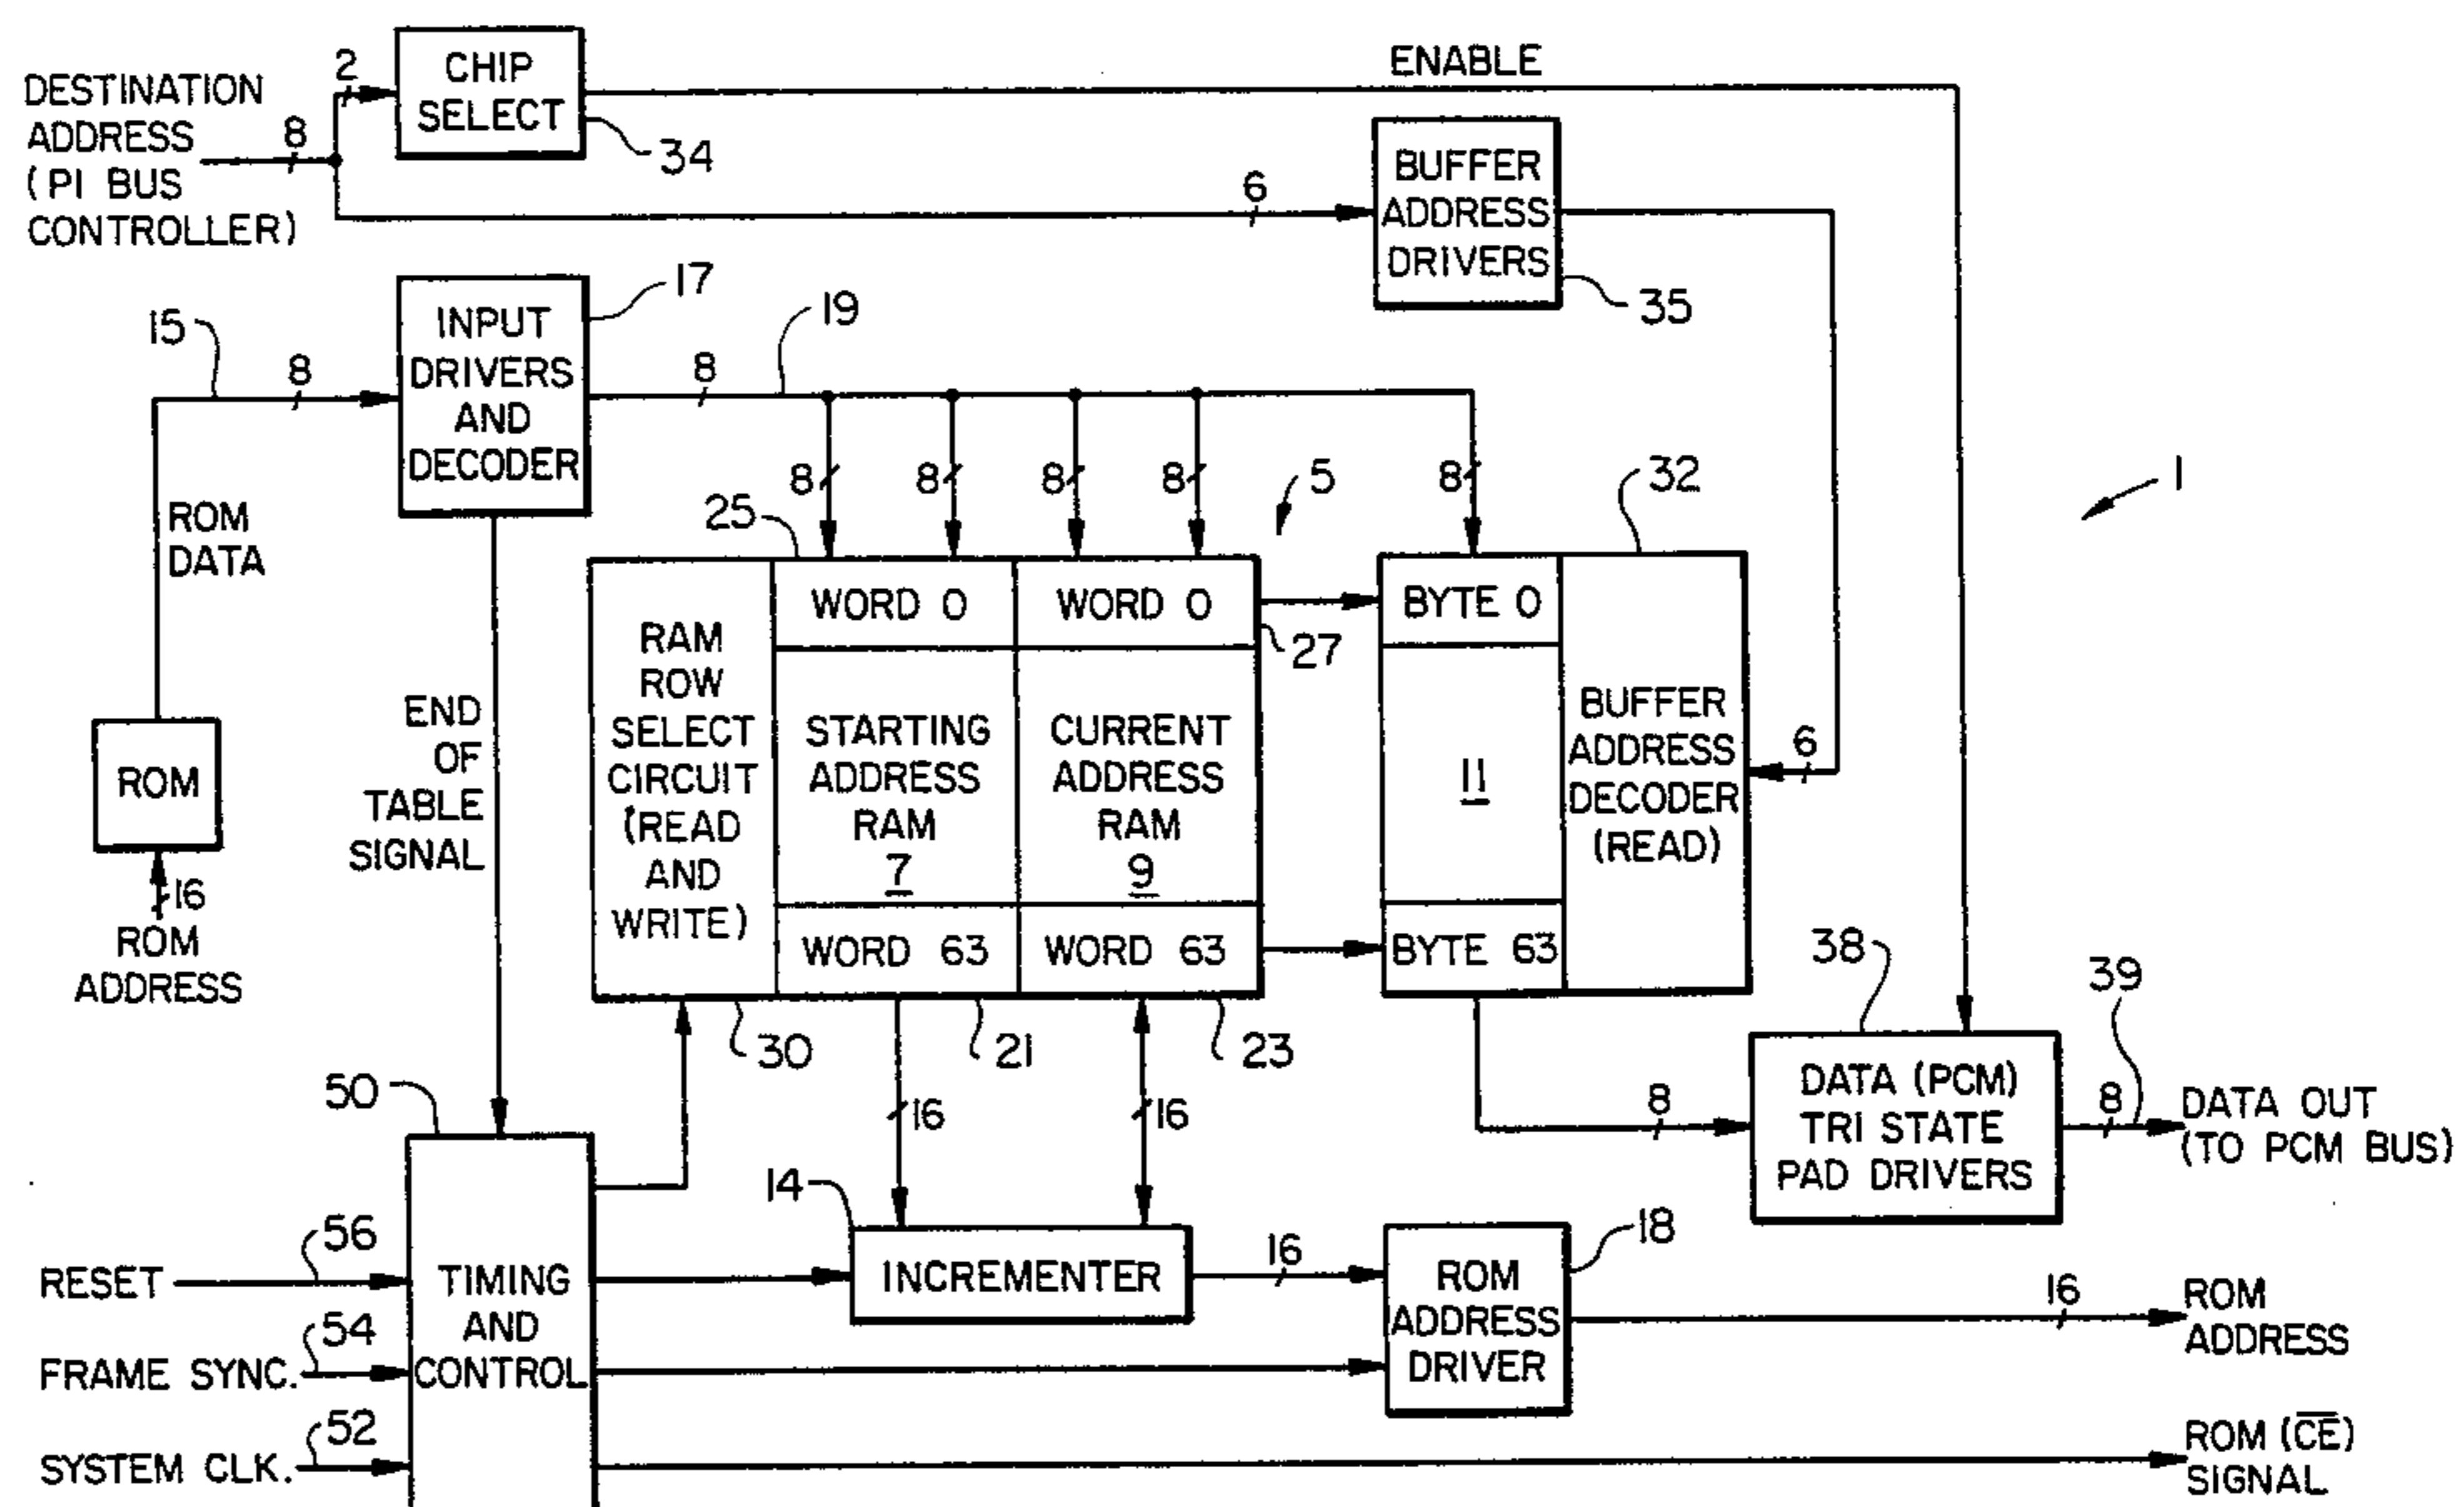 DESTINATION
ADDRESS
(PI BUS
CONTROLLER)
8
2
CHIP
SELECT
34
ENABLE
6
BUFFER
ADDRESS
DRIVERS
35
15
8
INPUT
DRIVERS
AND
DECODER
17
8
19
8
8
8
8
8
5
32
1
ROM
DATA
ROM
16
ROM
ADDRESS
END
OF
TABLE
SIGNAL
25
RAM
ROW
SELECT
CIRCUIT
(READ
AND
WRITE)
WORD 0
WORD 0
27
STARTING
ADDRESS
RAM
7
CURRENT
ADDRESS
RAM
9
WORD 63
WORD 63
BYTE 0
11
BYTE 63
BUFFER
ADDRESS
DECODER
(READ)
6
30
21
23
16
16
38
39
8
DATA (PCM)
TRI STATE
PAD DRIVERS
8
DATA OUT
(TO PCM BUS)
50
14
INCREMENTER
16
18
ROM
ADDRESS
DRIVER
16
ROM
ADDRESS
RESET
56
FRAME SYNC.
54
SYSTEM CLK.
52
TIMING
AND
CONTROL
ROM (C̅E̅)
SIGNAL